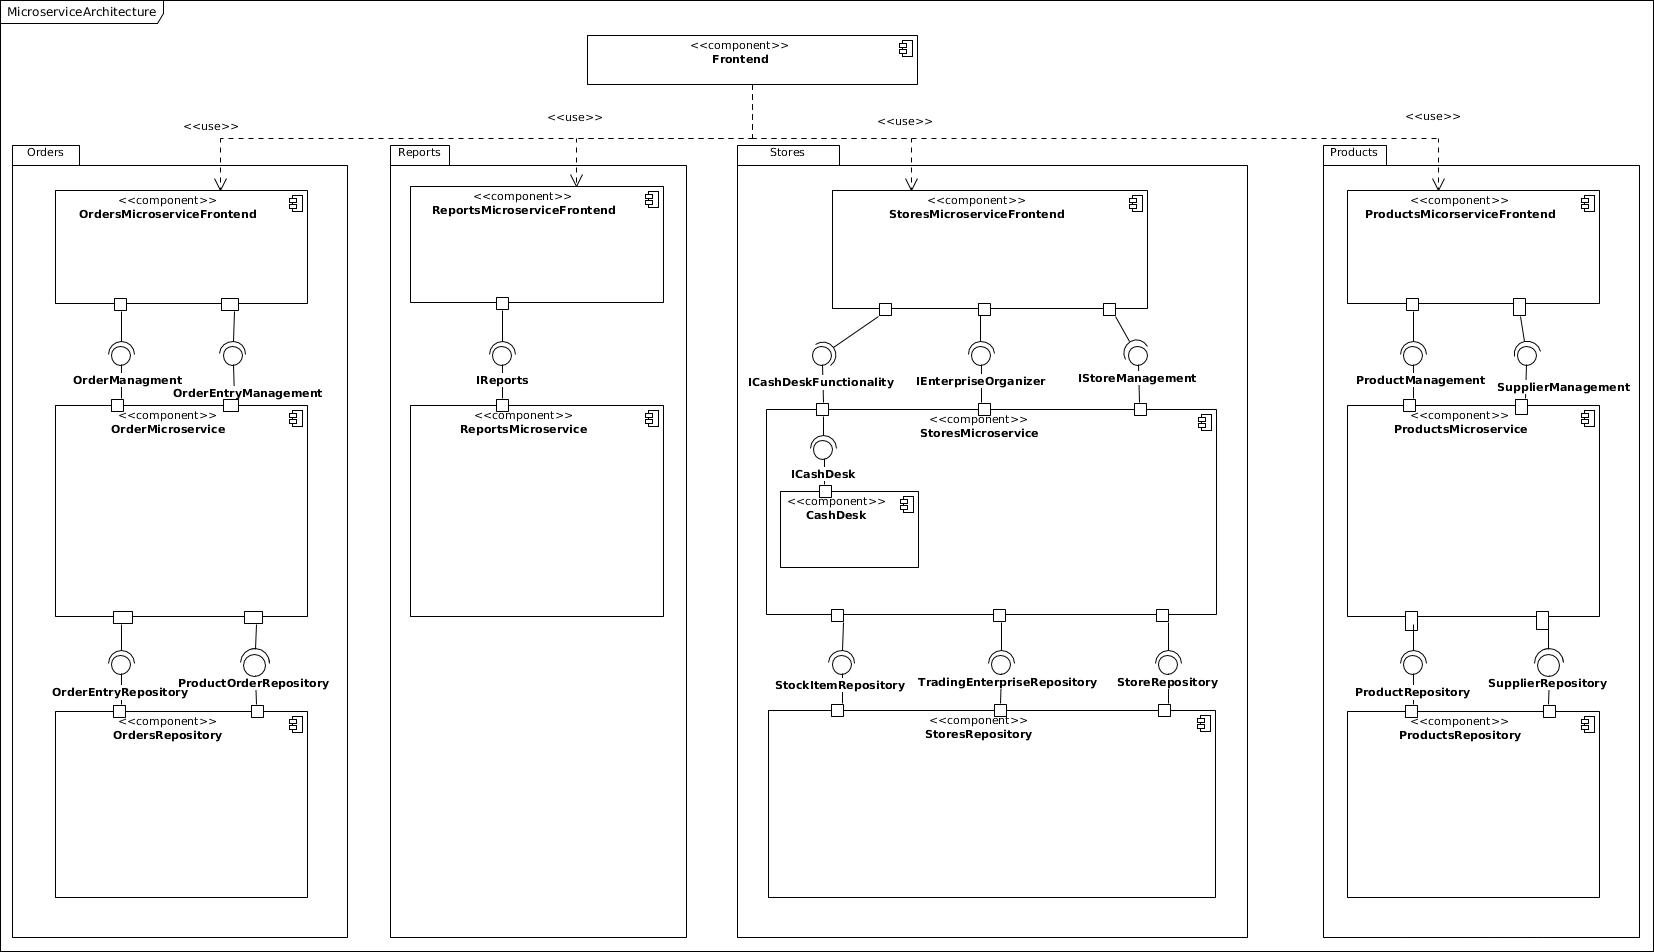 MicroserviceArchitecture
<<component>>
Frontend
<<use>>
<<use>>
<<use>>
<<use>>
Orders
<<component>>
OrdersMicroserviceFrontend
OrderManagment
OrderEntryManagement
<<component>>
OrderMicroservice
OrderEntryRepository
ProductOrderRepository
<<component>>
OrdersRepository
Reports
<<component>>
ReportsMicroserviceFrontend
IReports
<<component>>
ReportsMicroservice
Stores
<<component>>
StoresMicroserviceFrontend
ICashDeskFunctionality
IEnterpriseOrganizer
IStoreManagement
<<component>>
StoresMicroservice
ICashDesk
<<component>>
CashDesk
StockItemRepository
TradingEnterpriseRepository
StoreRepository
<<component>>
StoresRepository
Products
<<component>>
ProductsMicorserviceFrontend
ProductManagement
SupplierManagement
<<component>>
ProductsMicroservice
ProductRepository
SupplierRepository
<<component>>
ProductsRepository